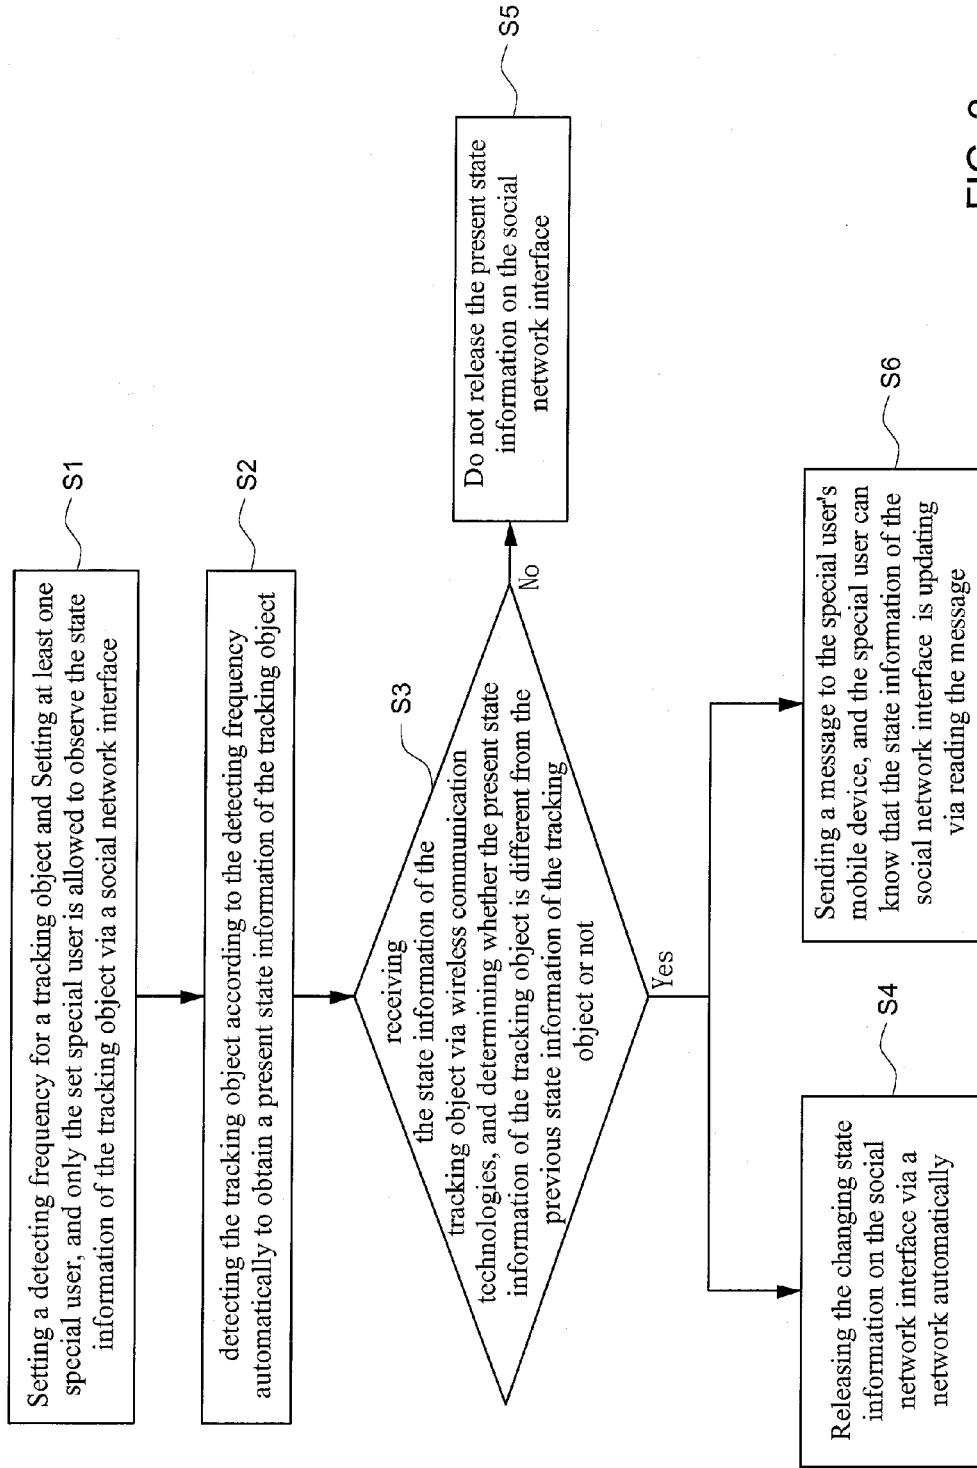 Setting a detecting frequency for a tracking object and Setting at least one
special user, and only the set special user is allowed to observe the state
information of the tracking object via a social network interface
S1
detecting the tracking object according to the detecting frequency
automatically to obtain a present state information of the tracking object
S2
receiving
the state information of the
tracking object via wireless communication
technologies, and determining whether the present state
information of the tracking object is different from the
previous state information of the tracking
object or not
S3
No
Do not release the present state
information on the social
network interface
S5
Yes
Releasing the changing state
information on the social
network interface via a
network automatically
S4
Sending a message to the special user's
mobile device, and the special user can
know that the state information of the
social network interface is updating
via reading the message
S6
FIG.